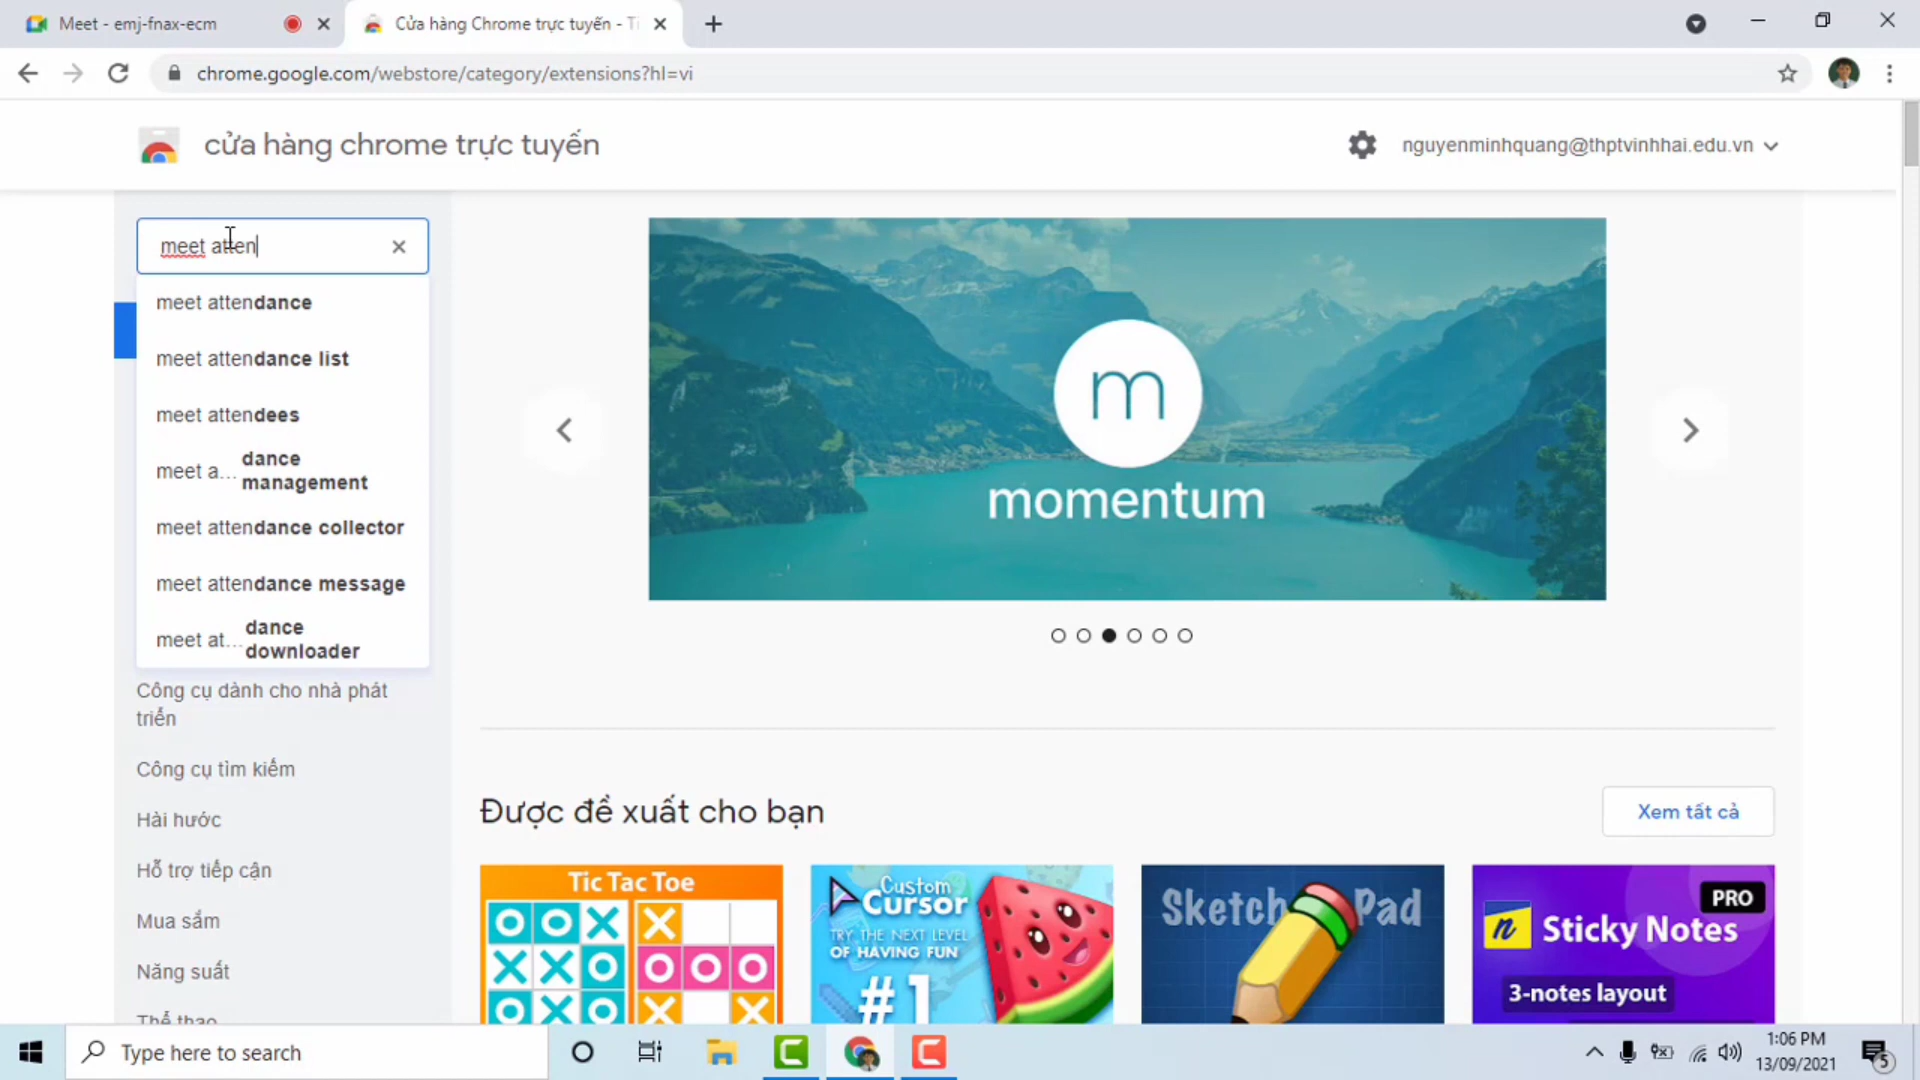 Meet - emj-fnax-ecm
Cửa hàng Chrome trực tuyến - Ti
chrome.google.com/webstore/category/extensions?hl=vi
cửa hàng chrome trực tuyến
nguyenminhquang@thptvinhhai.edu.vn
meet atten
meet attendance
meet attendance list
meet attendees
meet a... dance management
meet attendance collector
meet attendance message
meet at... dance downloader
Công cụ dành cho nhà phát
triển
Công cụ tìm kiếm
Hài hước
Hỗ trợ tiếp cận
Mua sắm
Năng suất
Thể thao
m
momentum
Được đề xuất cho bạn
Xem tất cả
Tic Tac Toe
Custom
Cursor
TRY THE NEXT LEVEL
OF HAVING FUN
#1
Sketch Pad
PRO
n Sticky Notes
3-notes layout
Type here to search
1:06 PM
13/09/2021
5